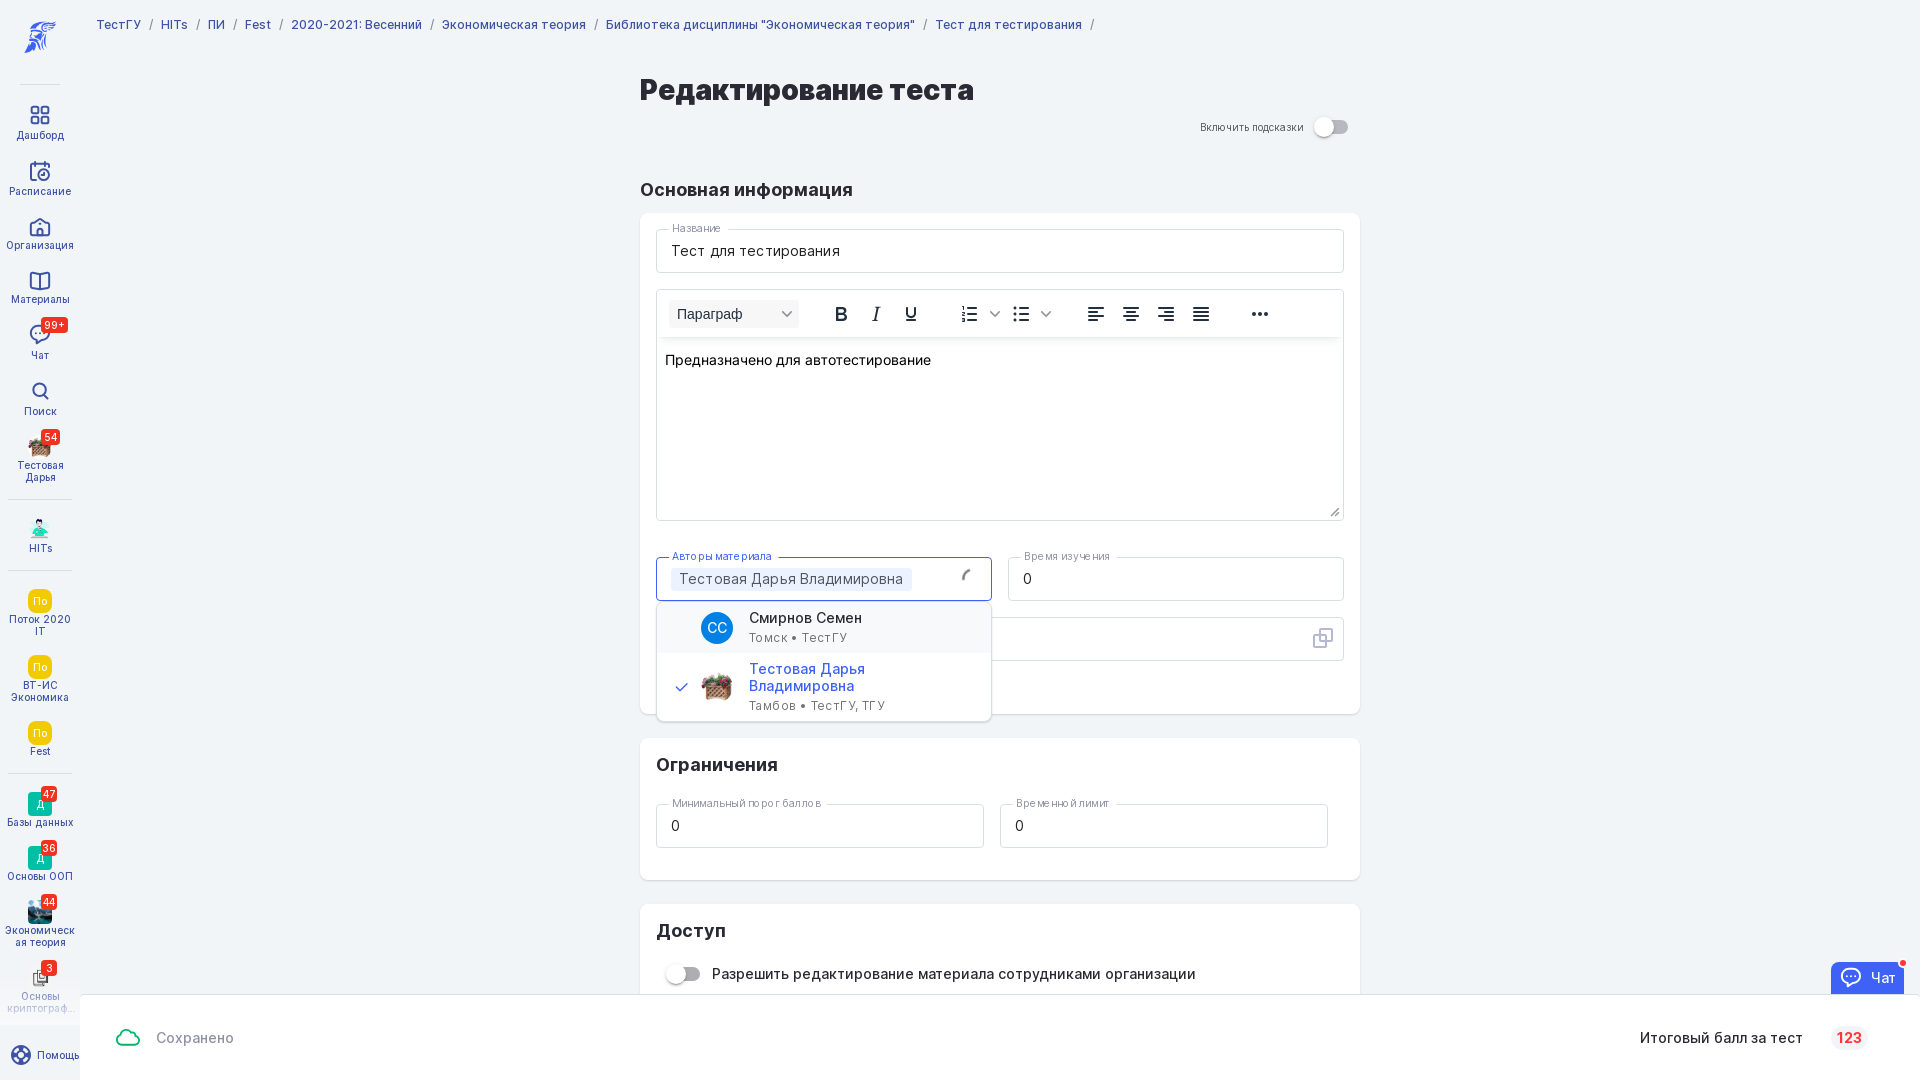 ТестГУ / HITs / ПИ / Fest / 2020-2021: Весенний / Экономическая теория / Библиотека дисциплины "Экономическая теория" / Тест для тестирования /
Дашборд
Расписание
Организация
Материалы
99+
Чат
Поиск
54
Тестовая
Дарья
HITs
По
Поток 2020
IT
По
ВТ-ИС
Экономика
По
Fest
47
Д
Базы данных
36
Д
Основы ООП
44
Экономическ
ая теория
3
Основы
криптограф...
Помощь
Редактирование теста
Включить подсказки
Основная информация
Название
Тест для тестирования
Параграф
Предназначено для автотестирование
Авторы материала
Тестовая Дарья Владимировна
Время изучения
0
СС
Смирнов Семен
Томск • ТестГУ
Тестовая Дарья
Владимировна
Тамбов • ТестГУ, ТГУ
Ограничения
Минимальный порог баллов
0
Временной лимит
0
Доступ
Разрешить редактирование материала сотрудниками организации
Чат
Сохранено
Итоговый балл за тест 123